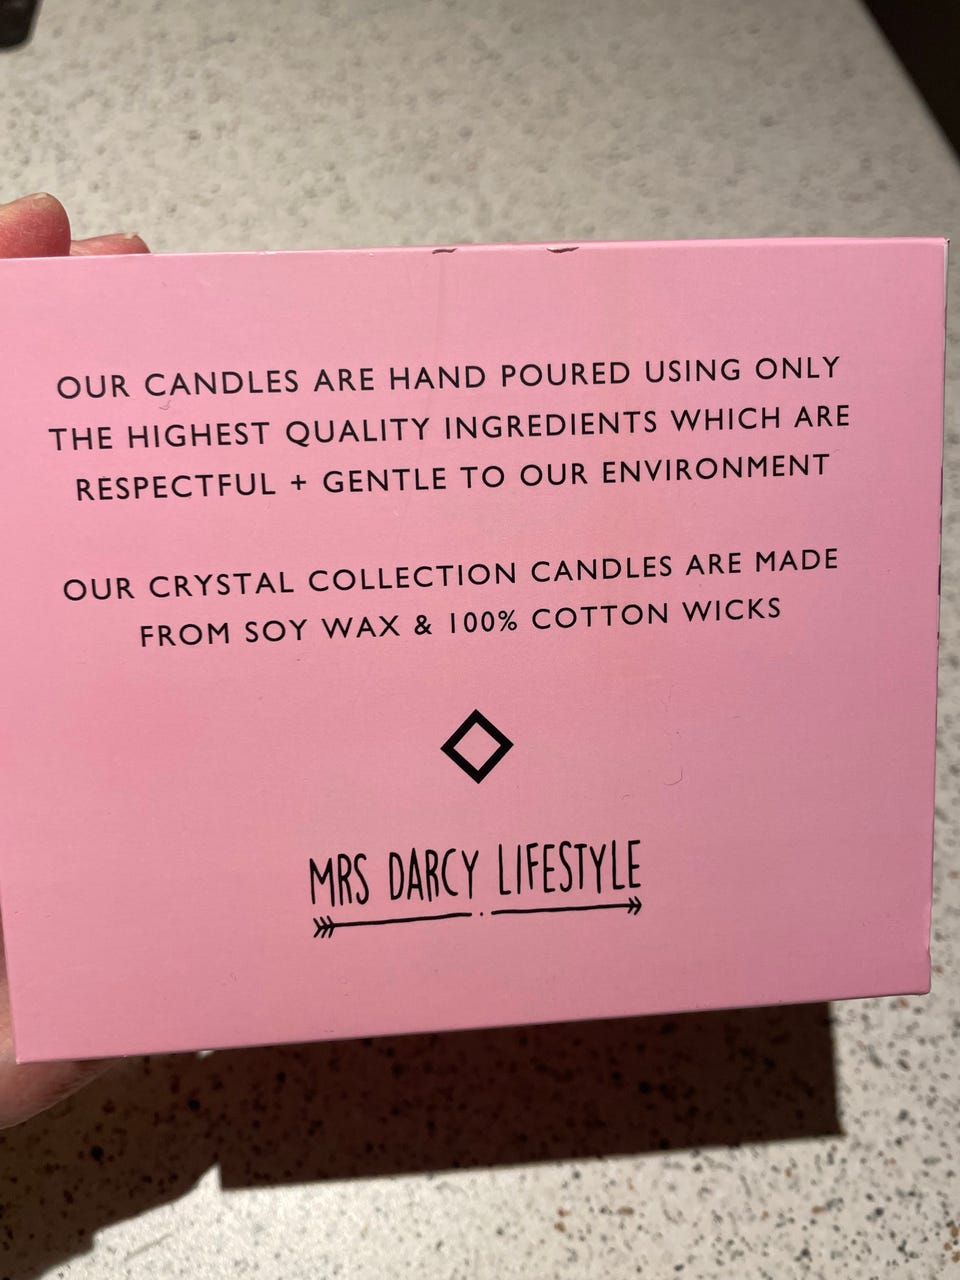 OUR CANDLES ARE HAND POURED USING ONLY
THE HIGHEST QUALITY INGREDIENTS WHICH ARE
RESPECTFUL + GENTLE TO OUR ENVIRONMENT
OUR CRYSTAL COLLECTION CANDLES ARE MADE
FROM SOY WAX & 100% COTTON WICKS
MRS DARCY LIFESTYLE